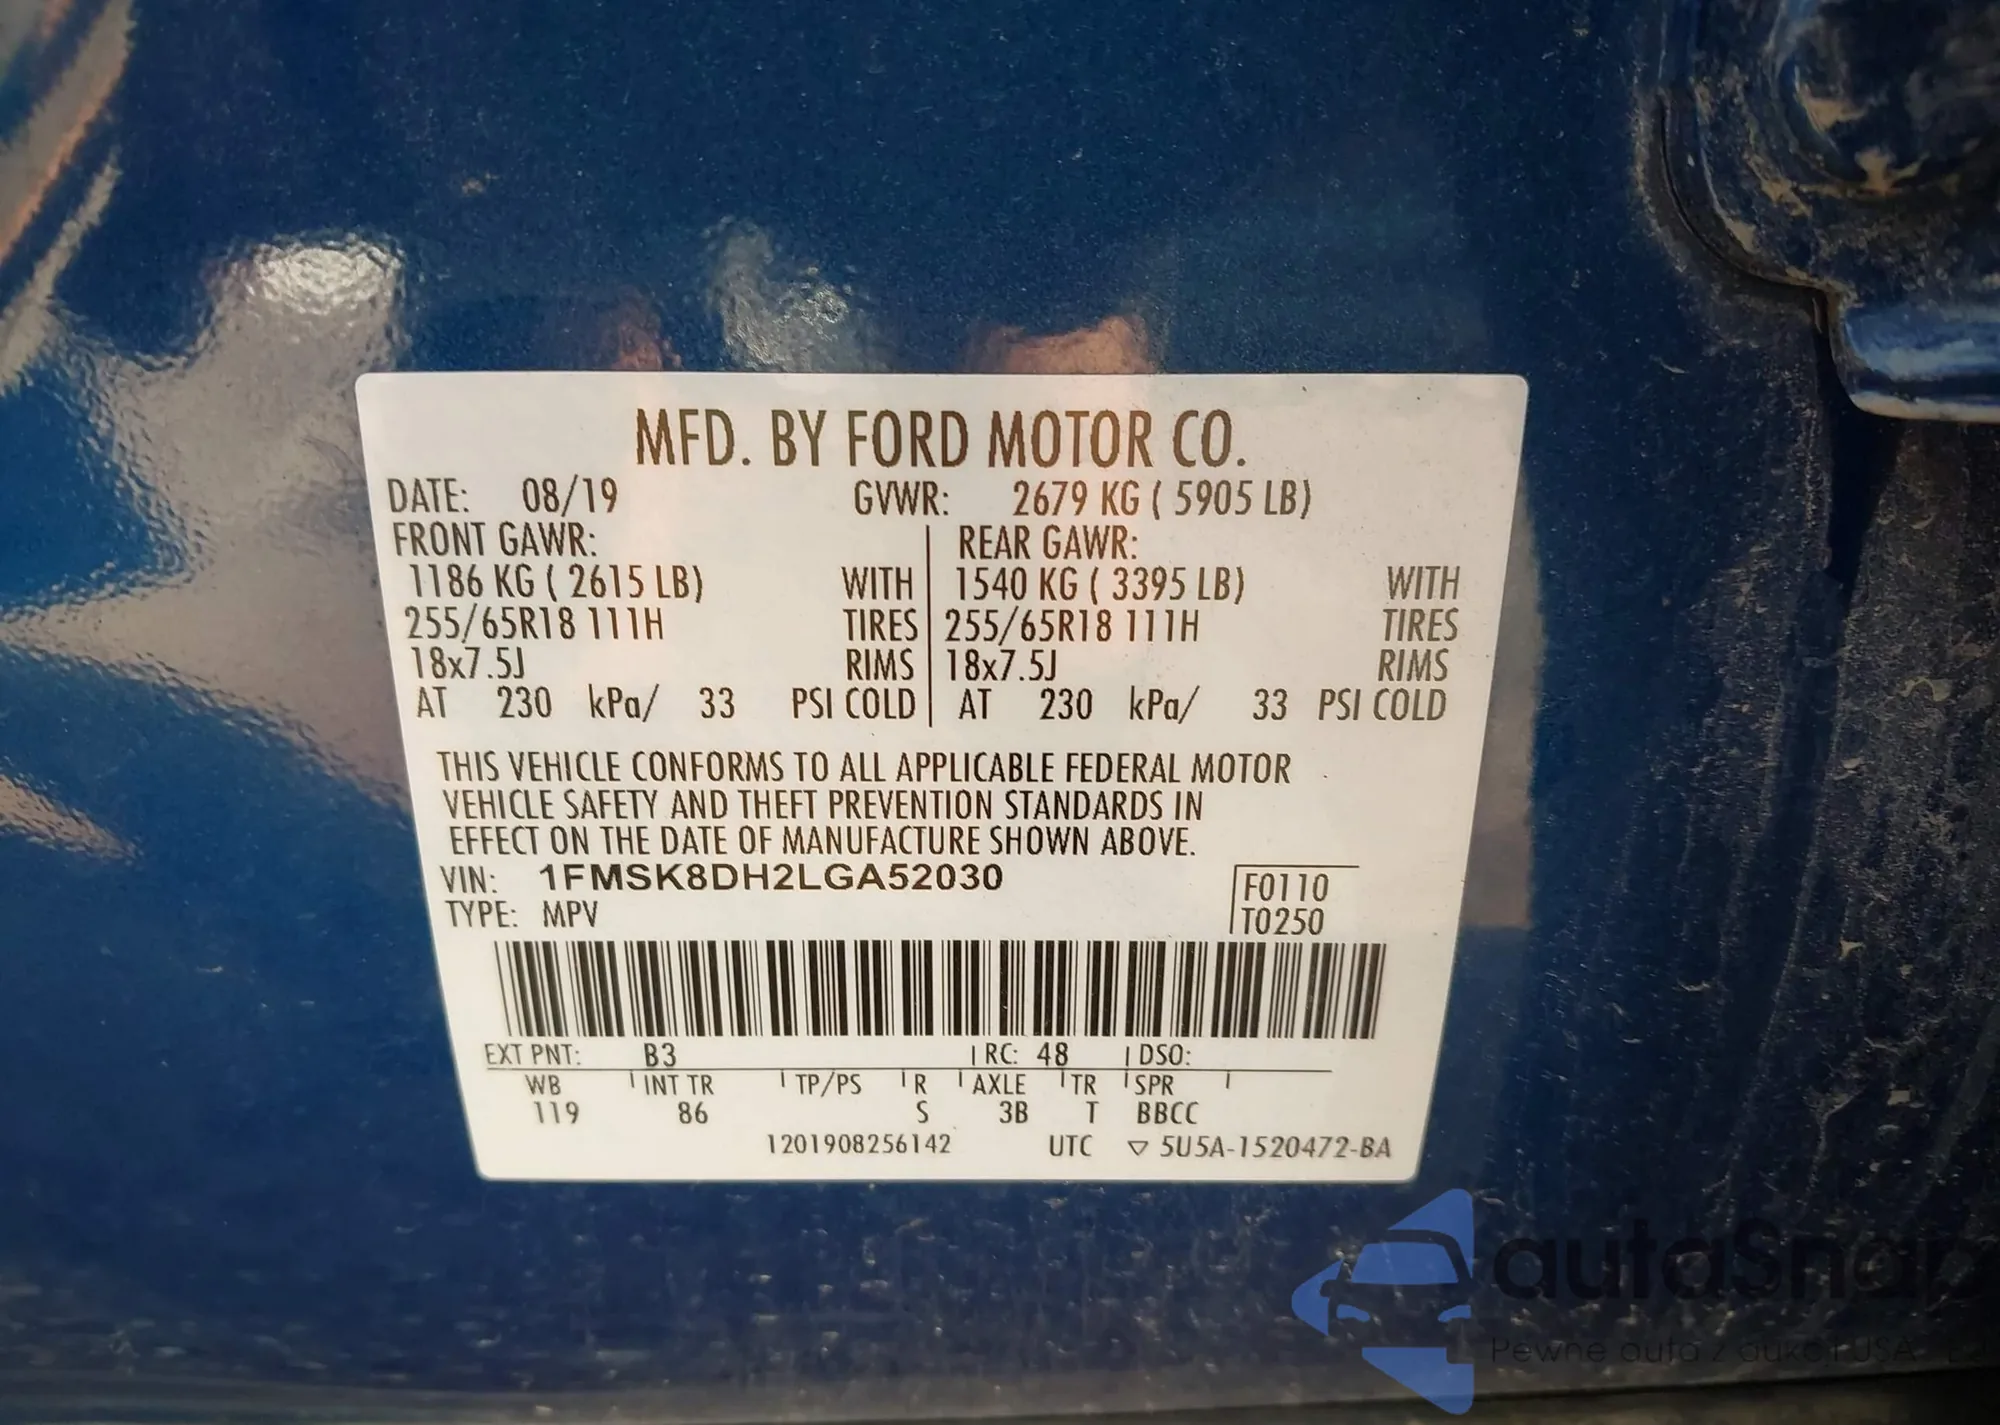 MFD. BY FORD MOTOR CO.
DATE: 08/19 GVWR: 2679 KG ( 5905 LB)
FRONT GAWR: REAR GAWR:
1186 KG ( 2615 LB) WITH 1540 KG ( 3395 LB) WITH
255/65R18 111H TIRES 255/65R18 111H TIRES
18x7.5J RIMS 18x7.5J RIMS
AT 230 kPa/ 33 PSI COLD AT 230 kPa/ 33 PSI COLD
THIS VEHICLE CONFORMS TO ALL APPLICABLE FEDERAL MOTOR
VEHICLE SAFETY AND THEFT PREVENTION STANDARDS IN
EFFECT ON THE DATE OF MANUFACTURE SHOWN ABOVE.
VIN: 1FMSK8DH2LGA52030 F0110
TYPE: MPV T0250
EXT PNT: B3 RC: 48 DSO:
WB INT TR TP/PS R AXLE TR SPR
119 86 S 3B T BBCC
1201908256142 UTC ▽ 5U5A-1520472-BA
autaSnap
Pewne auta z aukcji USA